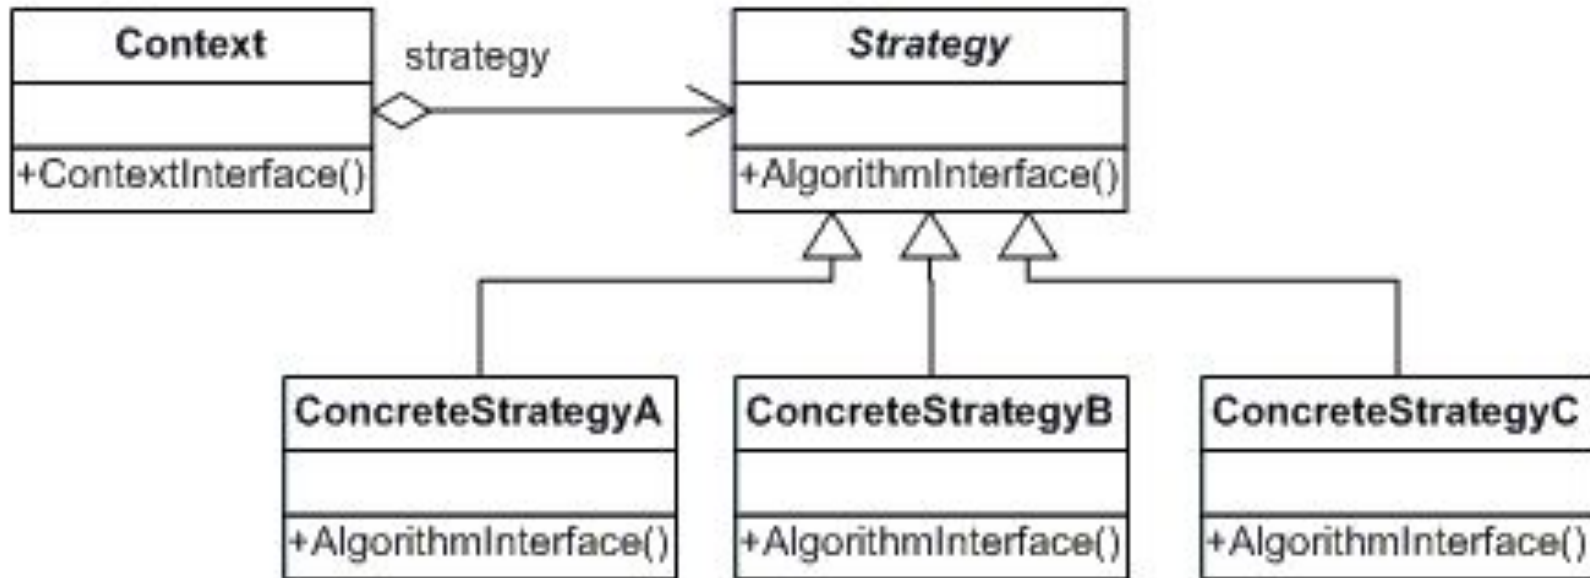 Context
strategy
Strategy
+ContextInterface()
+AlgorithmInterface()
ConcreteStrategyA
ConcreteStrategyB
ConcreteStrategyC
+AlgorithmInterface()
+AlgorithmInterface()
+AlgorithmInterface()